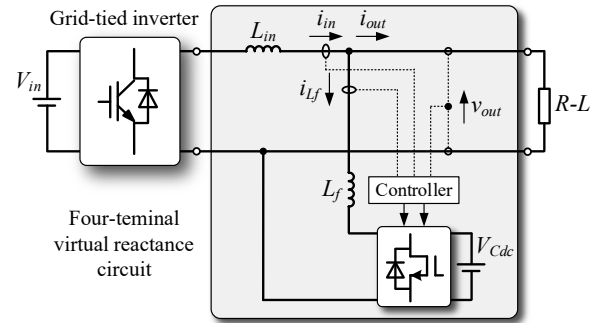 Grid-tied inverter
L_in
i_in
i_out
V_in
i_Lf
v_out
R-L
L_f
Controller
Four-teminal
virtual reactance
circuit
V_Cdc